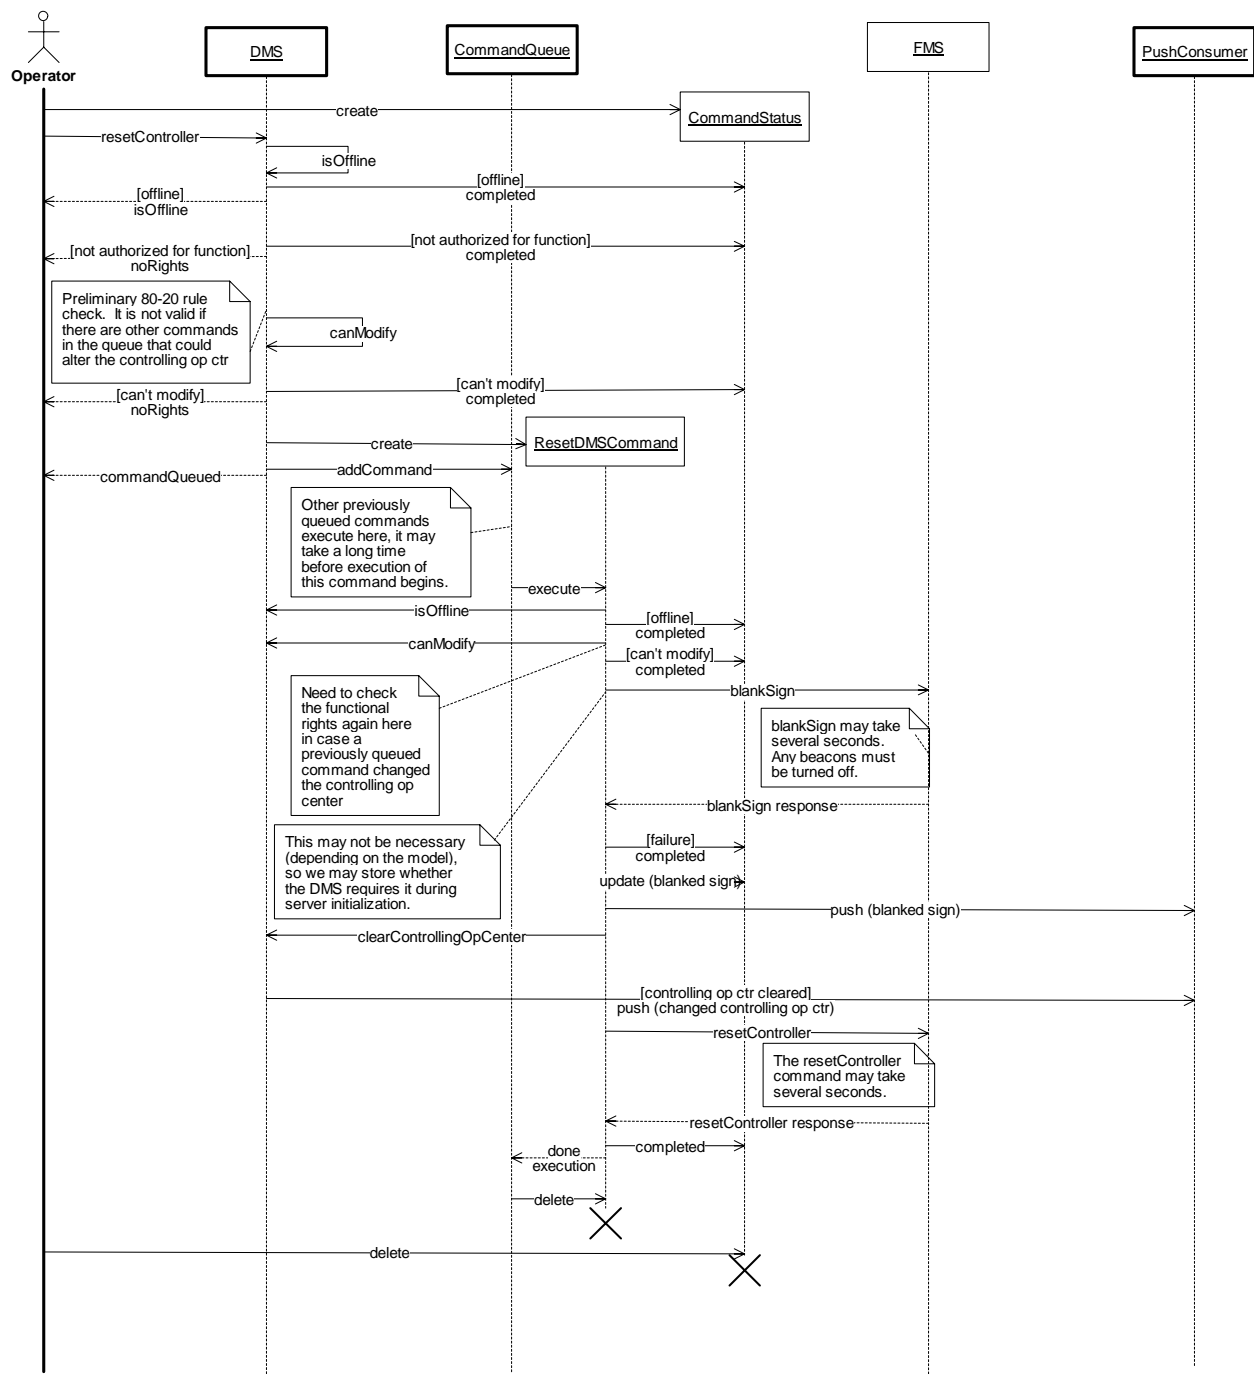 Operator
DMS
CommandQueue
FMS
PushConsumer
create
CommandStatus
resetController
isOffline
[offline]
completed
[offline]
isOffline
[not authorized for function]
completed
[not authorized for function]
noRights
Preliminary 80-20 rule
check.  It is not valid if
there are other commands
in the queue that could
alter the controlling op ctr
canModify
[can't modify]
completed
[can't modify]
noRights
create
ResetDMSCommand
addCommand
commandQueued
Other previously
queued commands
execute here, it may
take a long time
before execution of
this command begins.
execute
isOffline
[offline]
completed
canModify
[can't modify]
completed
Need to check
the functional
rights again here
in case a
previously queued
command changed
the controlling op
center
blankSign
blankSign may take
several seconds.
Any beacons must
be turned off.
blankSign response
This may not be necessary
(depending on the model),
so we may store whether
the DMS requires it during
server initialization.
[failure]
completed
update (blanked sign)
push (blanked sign)
clearControllingOpCenter
[controlling op ctr cleared]
push (changed controlling op ctr)
resetController
The resetController
command may take
several seconds.
resetController response
completed
done
execution
delete
delete